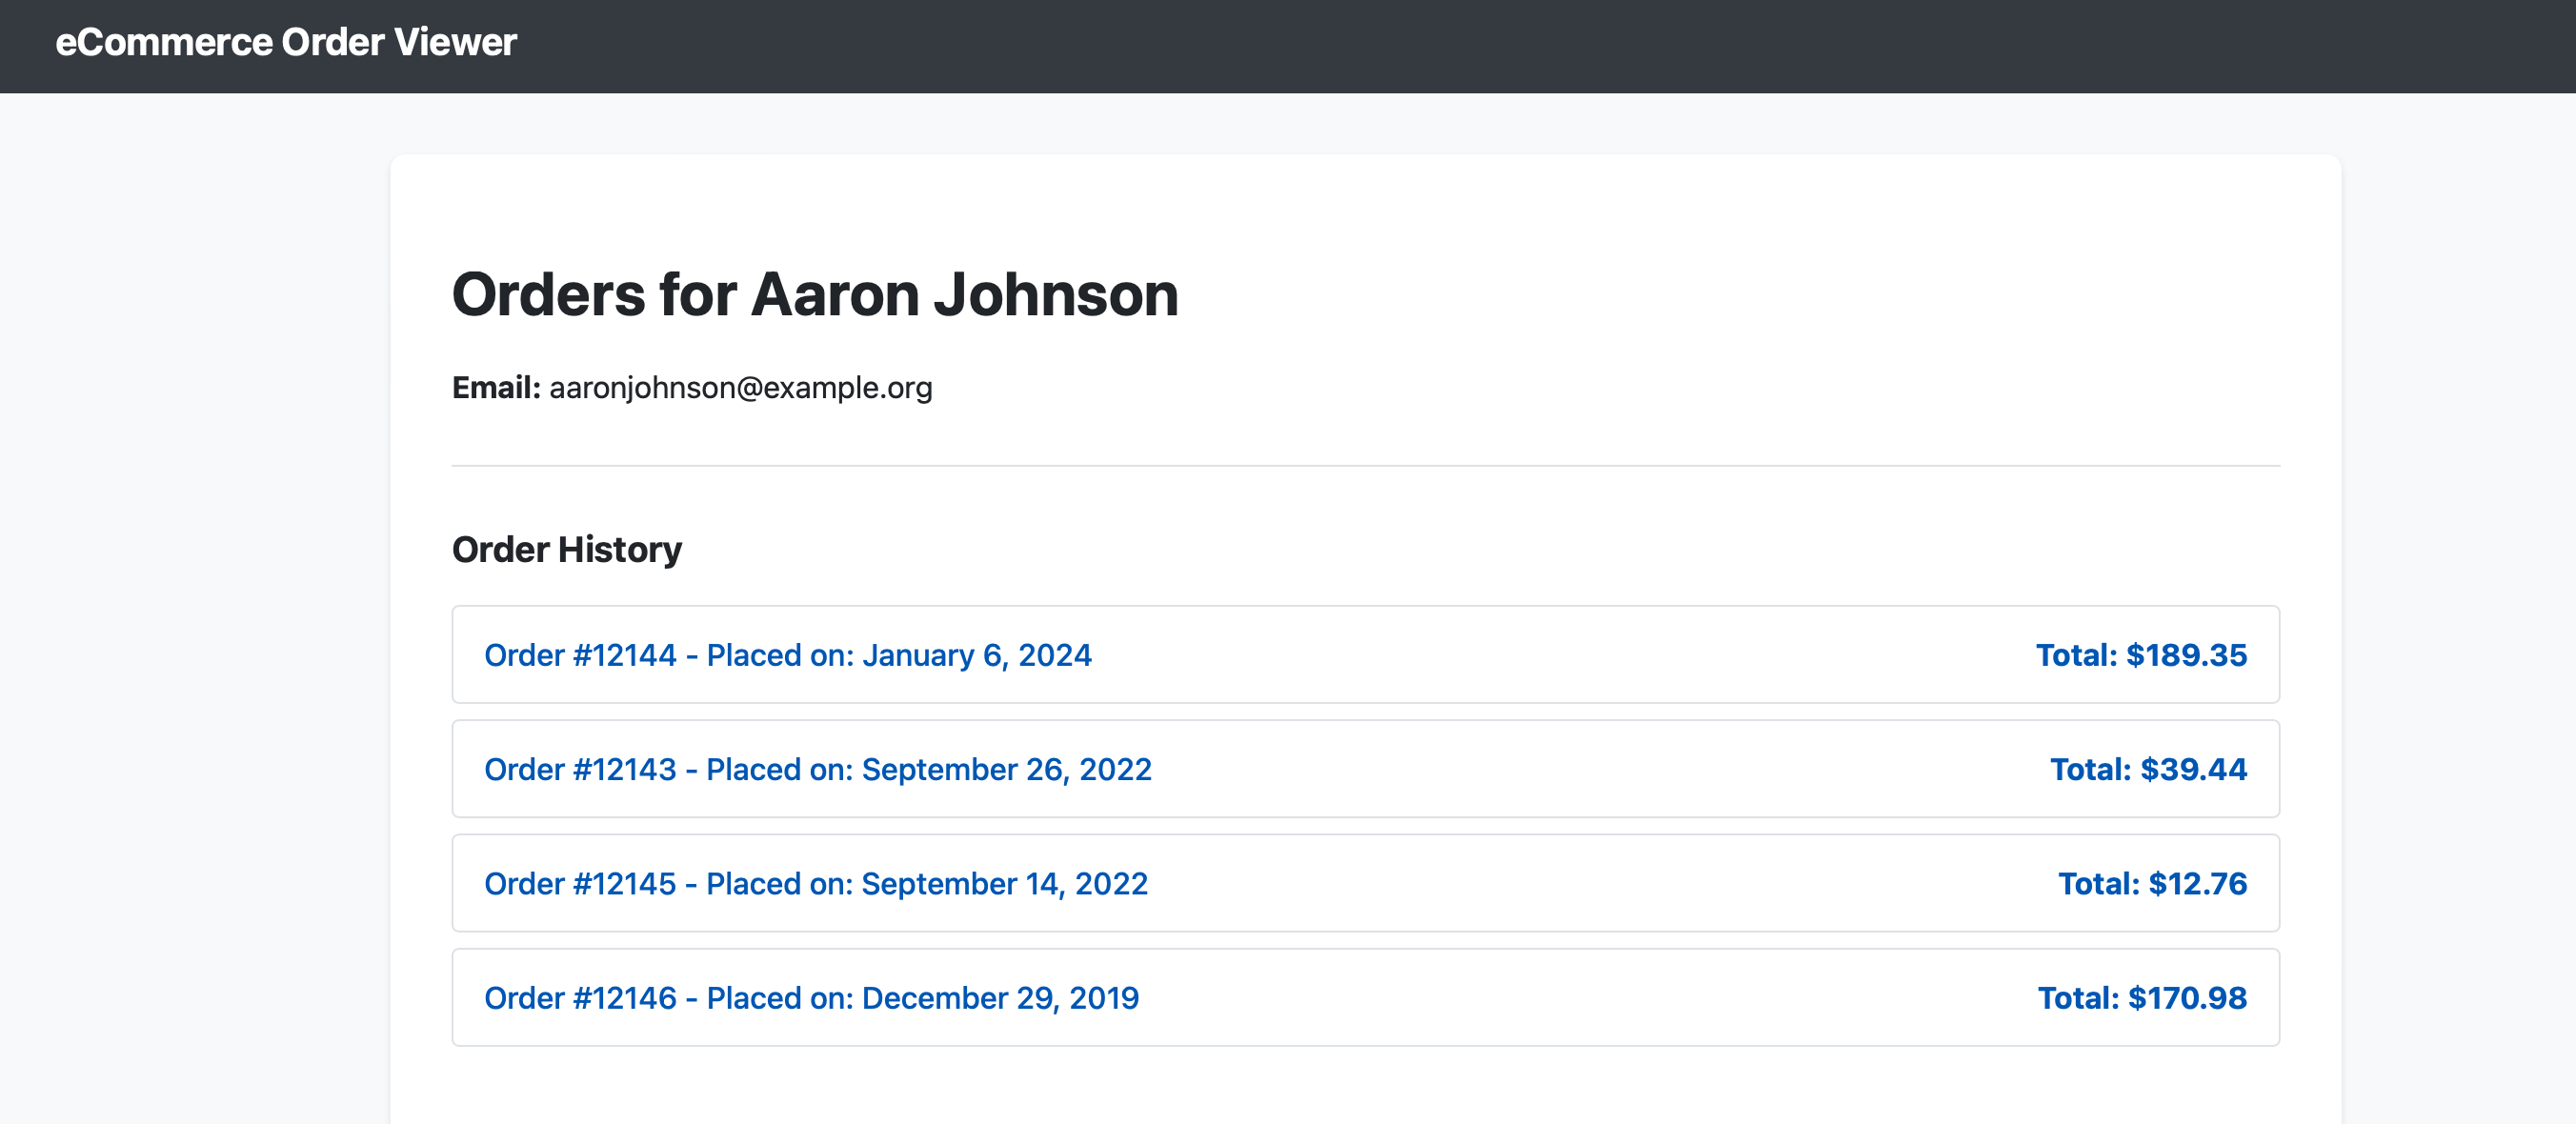 eCommerce Order Viewer
Orders for Aaron Johnson
Email: aaronjohnson@example.org
Order History
Order #12144 - Placed on: January 6, 2024 Total: $189.35
Order #12143 - Placed on: September 26, 2022 Total: $39.44
Order #12145 - Placed on: September 14, 2022 Total: $12.76
Order #12146 - Placed on: December 29, 2019 Total: $170.98